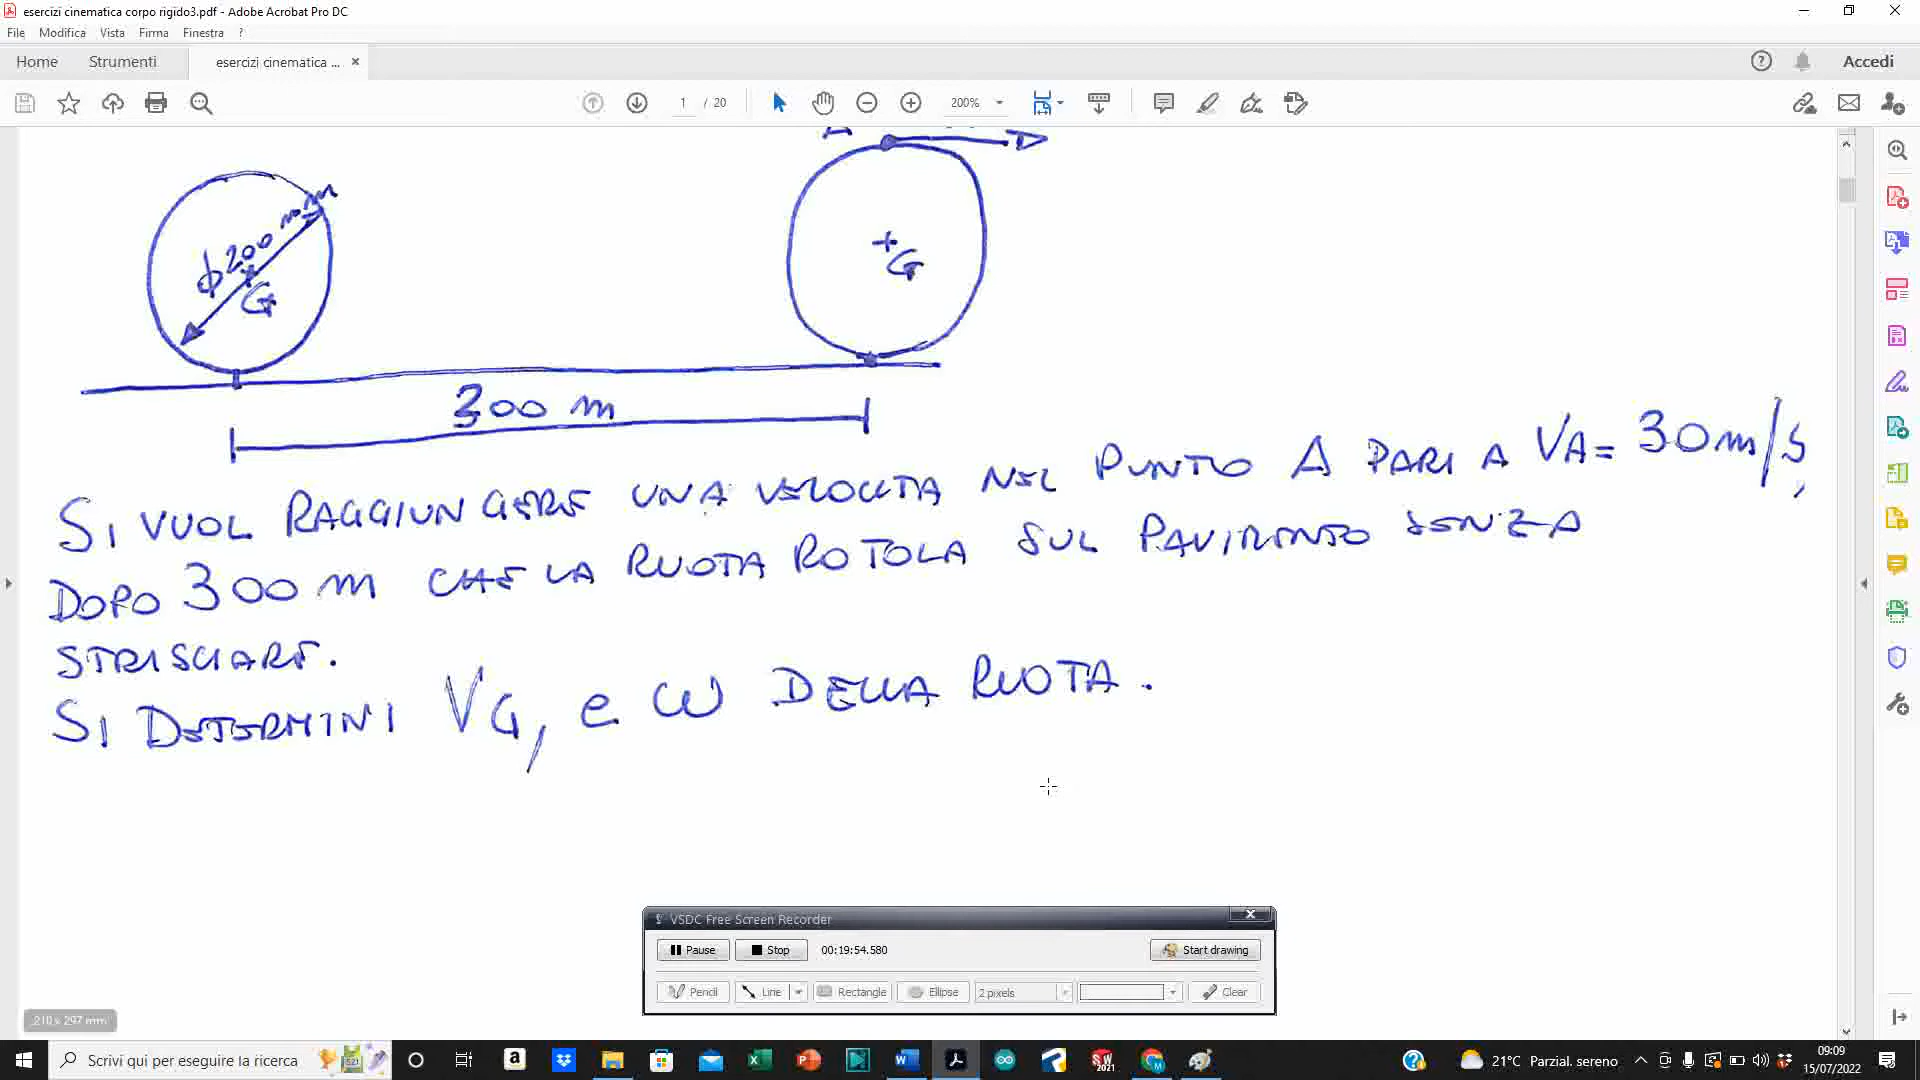 esercizi cinematica corpo rigido3.pdf - Adobe Acrobat Pro DC
File Modifica Vista Firma Finestra ?
Home Strumenti esercizi cinematica ... × Accedi
1 / 20 200%
A
ϕ200 mm
G
G
300 m
SI VUOL RAGGIUNGERE UNA VELOCITA NEL PUNTO A PARI A VA= 30m/s,
DOPO 300 m CHE LA RUOTA ROTOLA SUL PAVIMENTO SENZA
STRISCIARE.
SI DETERMINI VG, e ω DELLA RUOTA.
VSDC Free Screen Recorder
Pause Stop 00:19:54.580 Start drawing
Pencil Line Rectangle Ellipse 2 pixels Clear
210 x 297 mm
Scrivi qui per eseguire la ricerca
21°C Parzial. sereno
09:09
15/07/2022